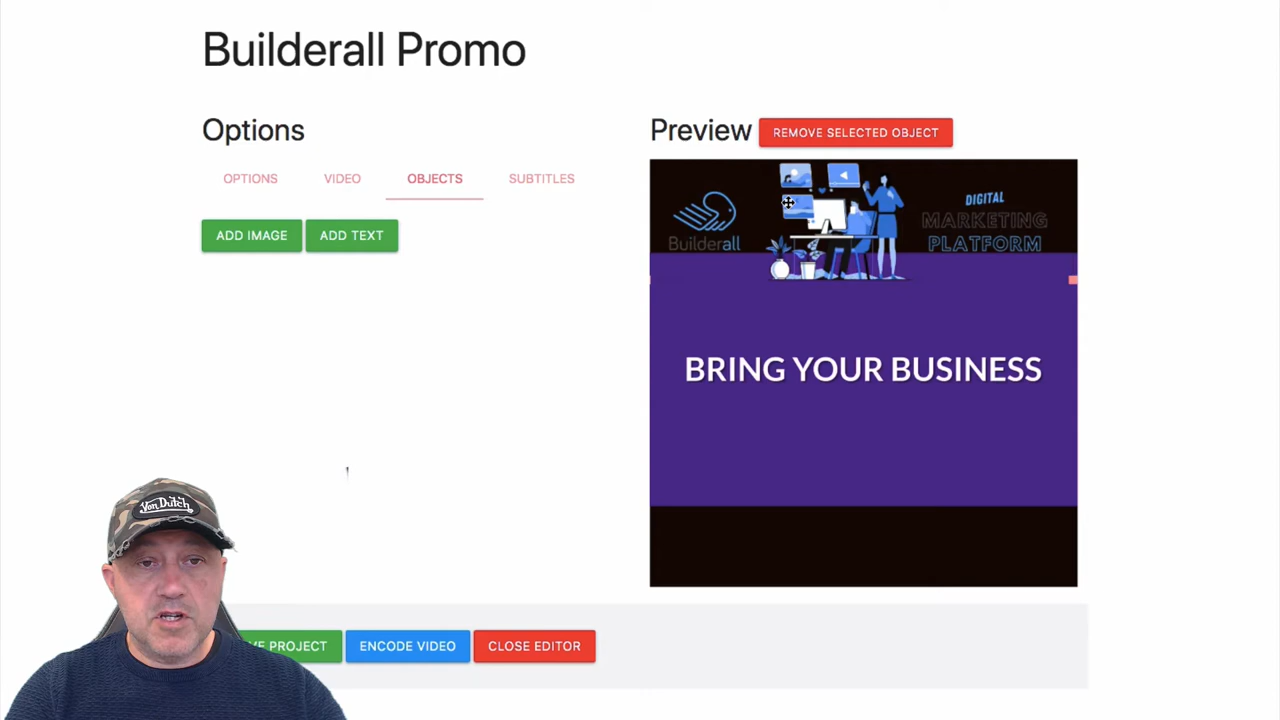 Builderall Promo
Options
Preview
REMOVE SELECTED OBJECT
OPTIONS
VIDEO
OBJECTS
SUBTITLES
ADD IMAGE
ADD TEXT
Builderall
DIGITAL
MARKETING
PLATFORM
BRING YOUR BUSINESS
Von Dutch
VE PROJECT
ENCODE VIDEO
CLOSE EDITOR